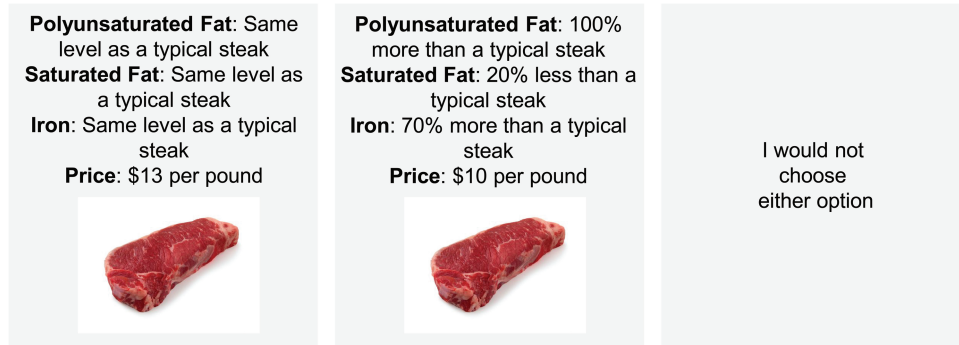 Polyunsaturated Fat: Same
level as a typical steak
Saturated Fat: Same level as
a typical steak
Iron: Same level as a typical
steak
Price: $13 per pound
Polyunsaturated Fat: 100%
more than a typical steak
Saturated Fat: 20% less than a
typical steak
Iron: 70% more than a typical
steak
Price: $10 per pound
I would not
choose
either option